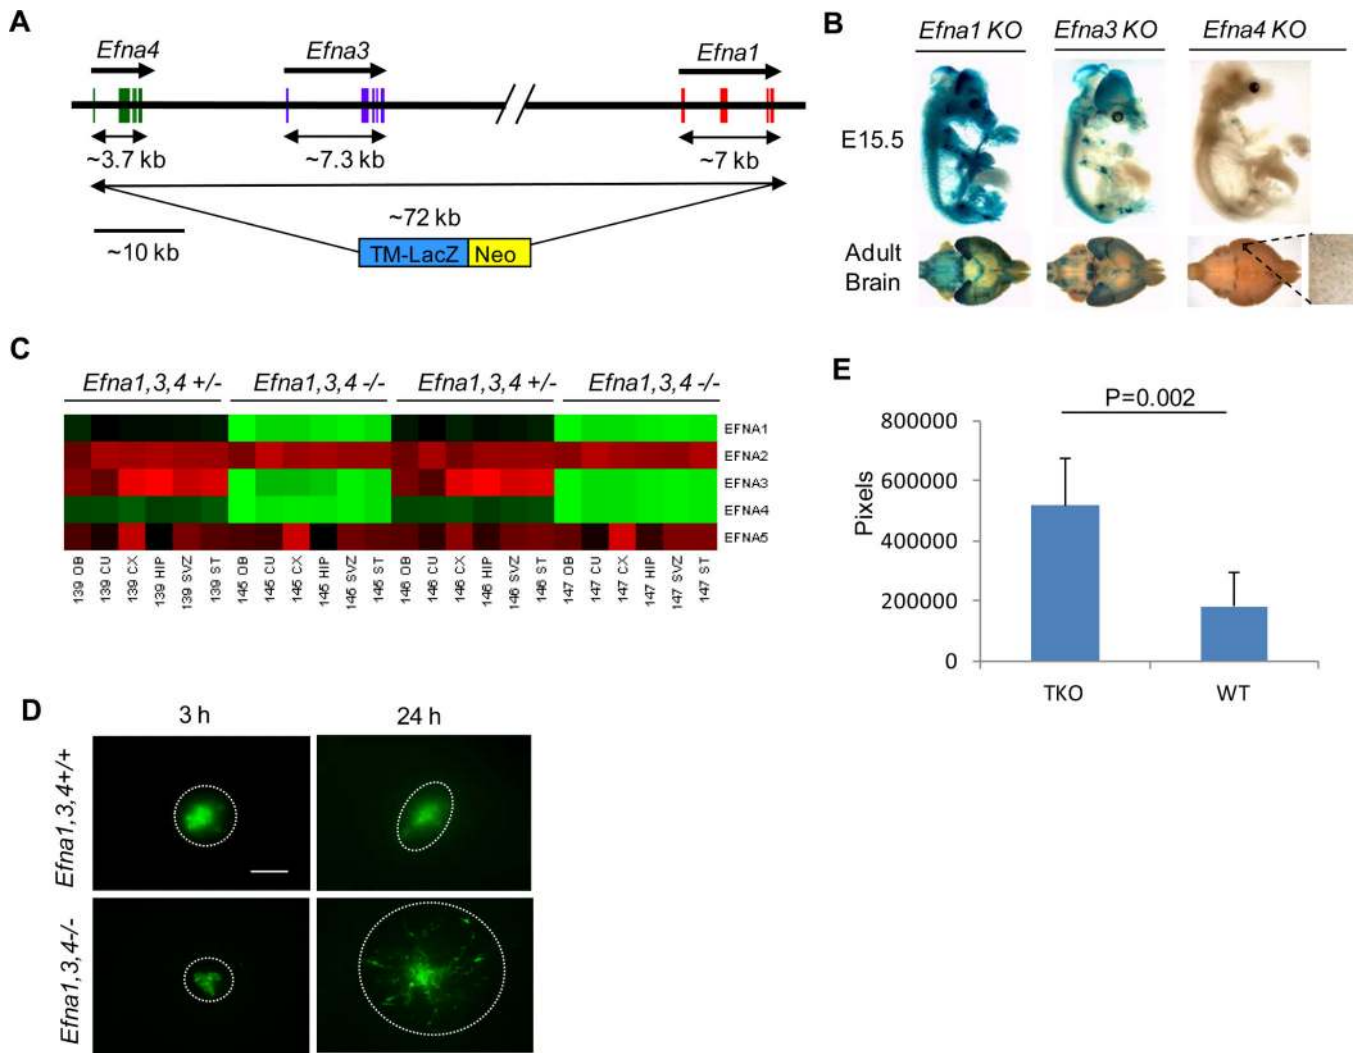 A
Efna4
Efna3
Efna1
~3.7 kb
~7.3 kb
~7 kb
~72 kb
~10 kb
TM-LacZ
Neo
B
Efna1 KO
Efna3 KO
Efna4 KO
E15.5
Adult
Brain
C
Efna1,3,4 +/-
Efna1,3,4 -/-
Efna1,3,4 +/-
Efna1,3,4 -/-
EFNA1
EFNA2
EFNA3
EFNA4
EFNA5
139 OB
139 CU
139 CX
139 HIP
139 SVZ
139 ST
145 OB
145 CU
145 CX
145 HIP
145 SVZ
145 ST
146 OB
146 CU
146 CX
146 HIP
146 SVZ
146 ST
147 OB
147 CU
147 CX
147 HIP
147 SVZ
147 ST
D
3 h
24 h
Efna1,3,4+/+
Efna1,3,4-/-
E
P=0.002
Pixels
800000
600000
400000
200000
0
TKO
WT